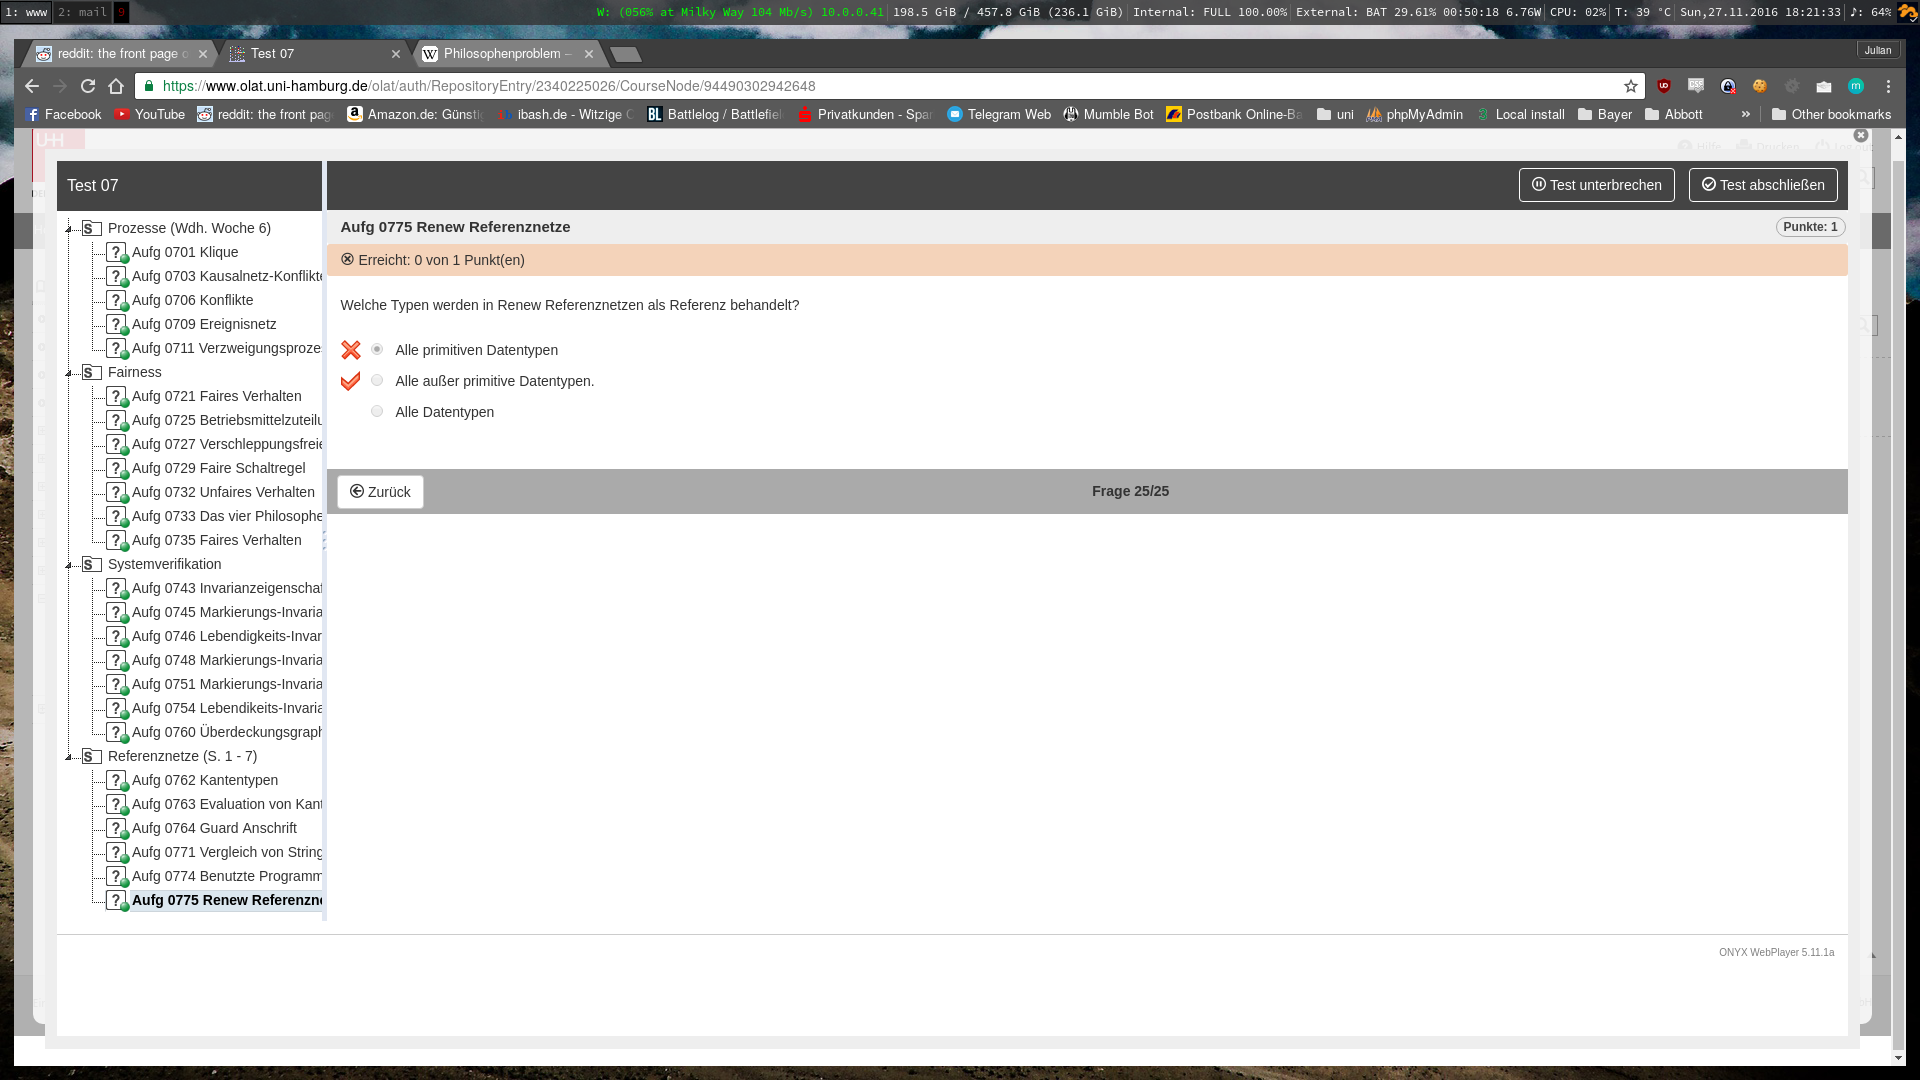 1: www 2: mail 9
W: (056% at Milky Way 104 Mb/s) 10.0.0.41 198.5 GiB / 457.8 GiB (236.1 GiB) Internal: FULL 100.00% External: BAT 29.61% 00:50:18 6.76W CPU: 02% T: 39 °C Sun,27.11.2016 18:21:33 ♪: 64%
reddit: the front page o
Test 07
Philosophenproblem –
Julian
https://www.olat.uni-hamburg.de/olat/auth/RepositoryEntry/2340225026/CourseNode/94490302942648
Facebook YouTube reddit: the front pag Amazon.de: Günsti ibash.de - Witzige Battlelog / Battlefie Privatkunden - Spar Telegram Web Mumble Bot Postbank Online-Ba uni phpMyAdmin Local install Bayer Abbott » Other bookmarks
Hilfe Drucken
Test 07
Test unterbrechen
Test abschließen
Prozesse (Wdh. Woche 6)
Aufg 0701 Klique
Aufg 0703 Kausalnetz-Konflikte
Aufg 0706 Konflikte
Aufg 0709 Ereignisnetz
Aufg 0711 Verzweigungsproze
Fairness
Aufg 0721 Faires Verhalten
Aufg 0725 Betriebsmittelzuteilu
Aufg 0727 Verschleppungsfreie
Aufg 0729 Faire Schaltregel
Aufg 0732 Unfaires Verhalten
Aufg 0733 Das vier Philosophe
Aufg 0735 Faires Verhalten
Systemverifikation
Aufg 0743 Invarianzeigenschaf
Aufg 0745 Markierungs-Invaria
Aufg 0746 Lebendigkeits-Invar
Aufg 0748 Markierungs-Invaria
Aufg 0751 Markierungs-Invaria
Aufg 0754 Lebendikeits-Invaria
Aufg 0760 Überdeckungsgraph
Referenznetze (S. 1 - 7)
Aufg 0762 Kantentypen
Aufg 0763 Evaluation von Kant
Aufg 0764 Guard Anschrift
Aufg 0771 Vergleich von String
Aufg 0774 Benutzte Programm
Aufg 0775 Renew Referenzne
Aufg 0775 Renew Referenznetze
Punkte: 1
Erreicht: 0 von 1 Punkt(en)
Welche Typen werden in Renew Referenznetzen als Referenz behandelt?
Alle primitiven Datentypen
Alle außer primitive Datentypen.
Alle Datentypen
Zurück
Frage 25/25
ONYX WebPlayer 5.11.1a